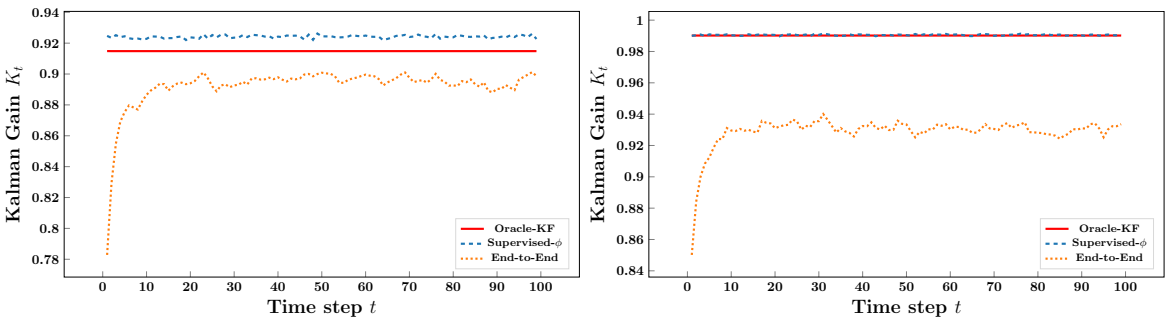 0.94
0.92
0.9
0.88
0.86
0.84
0.82
0.8
0.78
Kalman Gain K_t
0 10 20 30 40 50 60 70 80 90 100
Time step t
Oracle-KF
Supervised-ϕ
End-to-End
1
0.98
0.96
0.94
0.92
0.9
0.88
0.86
0.84
Kalman Gain K_t
0 10 20 30 40 50 60 70 80 90 100
Time step t
Oracle-KF
Supervised-ϕ
End-to-End